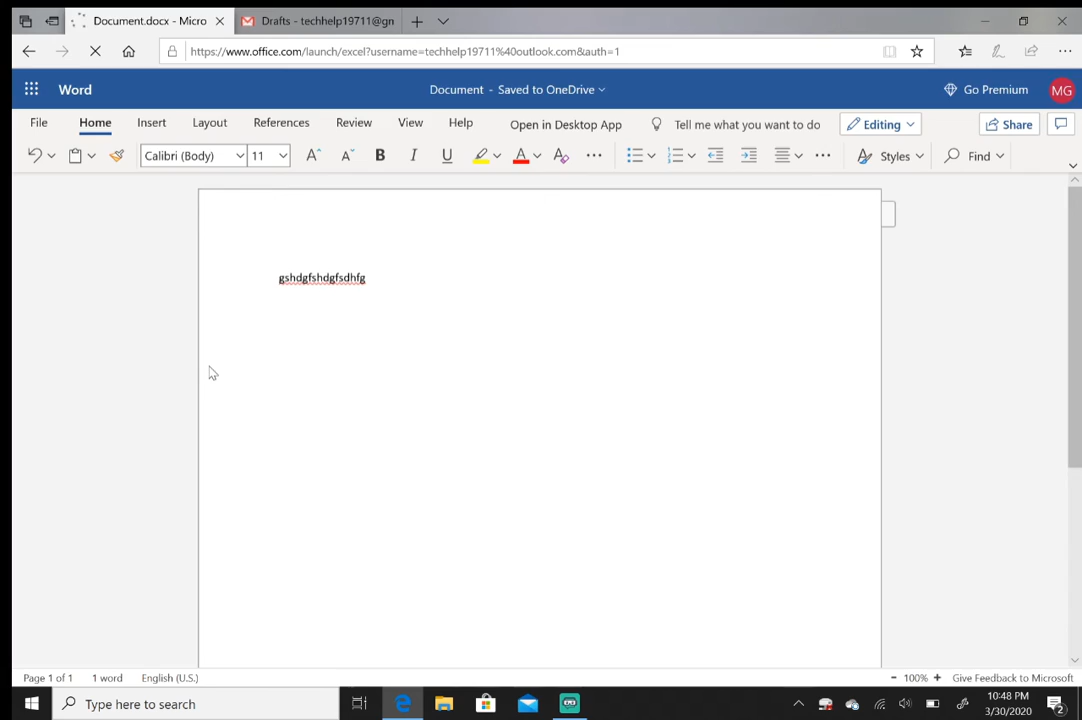 Document.docx - Micro
Drafts - techhelp19711@gn
https://www.office.com/launch/excel?username=techhelp19711%40outlook.com&auth=1
Word
Document - Saved to OneDrive
Go Premium
MG
File Home Insert Layout References Review View Help Open in Desktop App Tell me what you want to do Editing Share
Calibri (Body) 11 A A B I U A A Styles Find
gshdgfshdgfsdhfg
Page 1 of 1 1 word English (U.S.) - 100% + Give Feedback to Microsoft
Type here to search
10:48 PM
3/30/2020
2